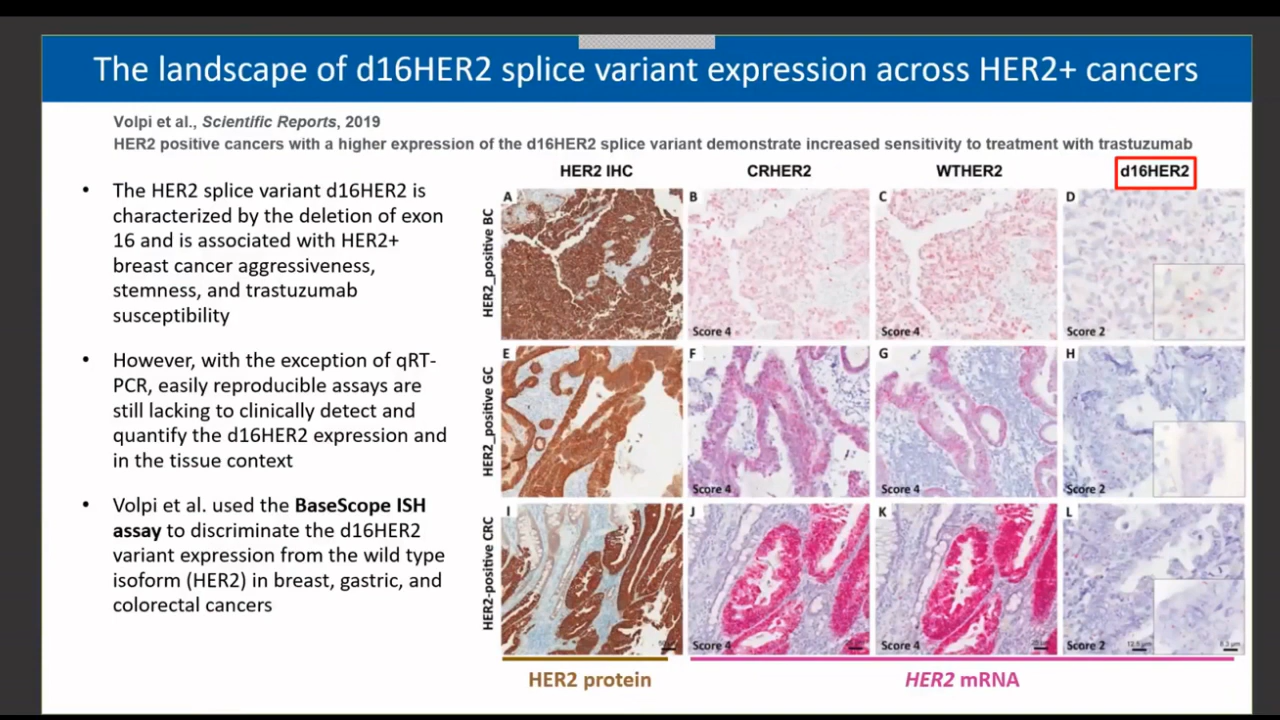 The landscape of d16HER2 splice variant expression across HER2+ cancers
Volpi et al., Scientific Reports, 2019
HER2 positive cancers with a higher expression of the d16HER2 splice variant demonstrate increased sensitivity to treatment with trastuzumab
• The HER2 splice variant d16HER2 is
characterized by the deletion of exon
16 and is associated with HER2+
breast cancer aggressiveness,
stemness, and trastuzumab
susceptibility
• However, with the exception of qRT-
PCR, easily reproducible assays are
still lacking to clinically detect and
quantify the d16HER2 expression and
in the tissue context
• Volpi et al. used the BaseScope ISH
assay to discriminate the d16HER2
variant expression from the wild type
isoform (HER2) in breast, gastric, and
colorectal cancers
HER2 IHC CRHER2 WTHER2 d16HER2
HER2_positive BC
A B C D
Score 4 Score 4 Score 2
HER2_positive GC
E F G H
Score 4 Score 4 Score 2
HER2-positive CRC
I J K L
Score 4 Score 4 Score 2
HER2 protein HER2 mRNA